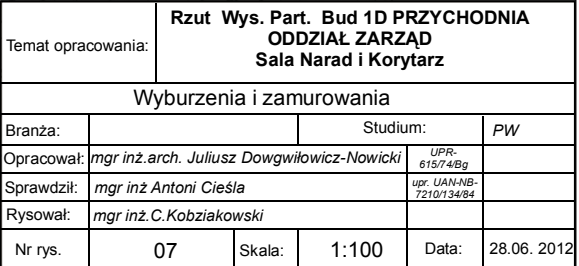 Temat opracowania:
Rzut Wys. Part. Bud 1D PRZYCHODNIA
ODDZIAŁ ZARZĄD
Sala Narad i Korytarz
Wyburzenia i zamurowania
Branża: Studium: PW
Opracował: mgr inż.arch. Juliusz Dowgwiłowicz-Nowicki UPR-
615/74/Bg
Sprawdził: mgr inż Antoni Cieśla upr. UAN-NB-
7210/134/84
Rysował: mgr inż.C.Kobziakowski
Nr rys. 07 Skala: 1:100 Data: 28.06. 2012